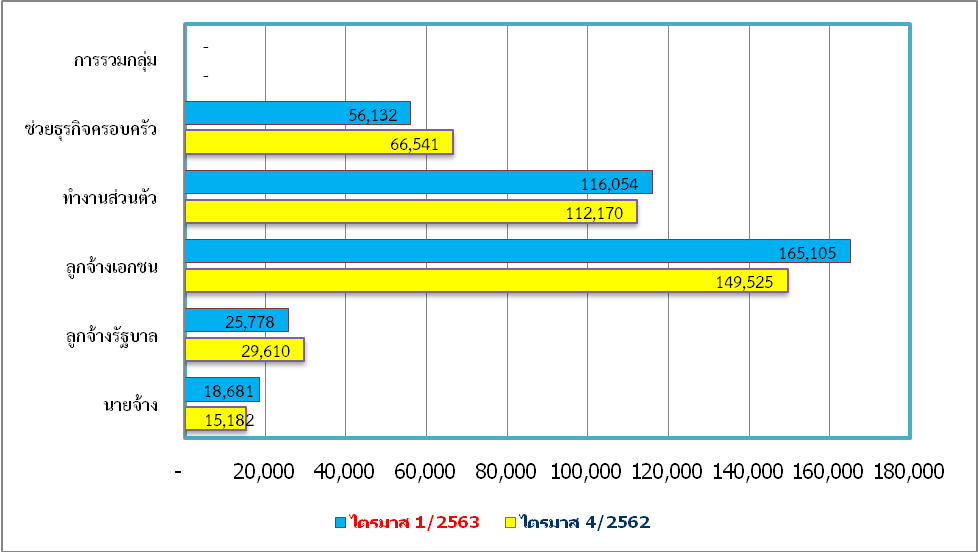 การรวมกลุ่ม
-
-
ช่วยธุรกิจครอบครัว
56,132
66,541
ทำงานส่วนตัว
116,054
112,170
ลูกจ้างเอกชน
165,105
149,525
ลูกจ้างรัฐบาล
25,778
29,610
นายจ้าง
18,681
15,182
- 20,000 40,000 60,000 80,000 100,000 120,000 140,000 160,000 180,000
ไตรมาส 1/2563 ไตรมาส 4/2562